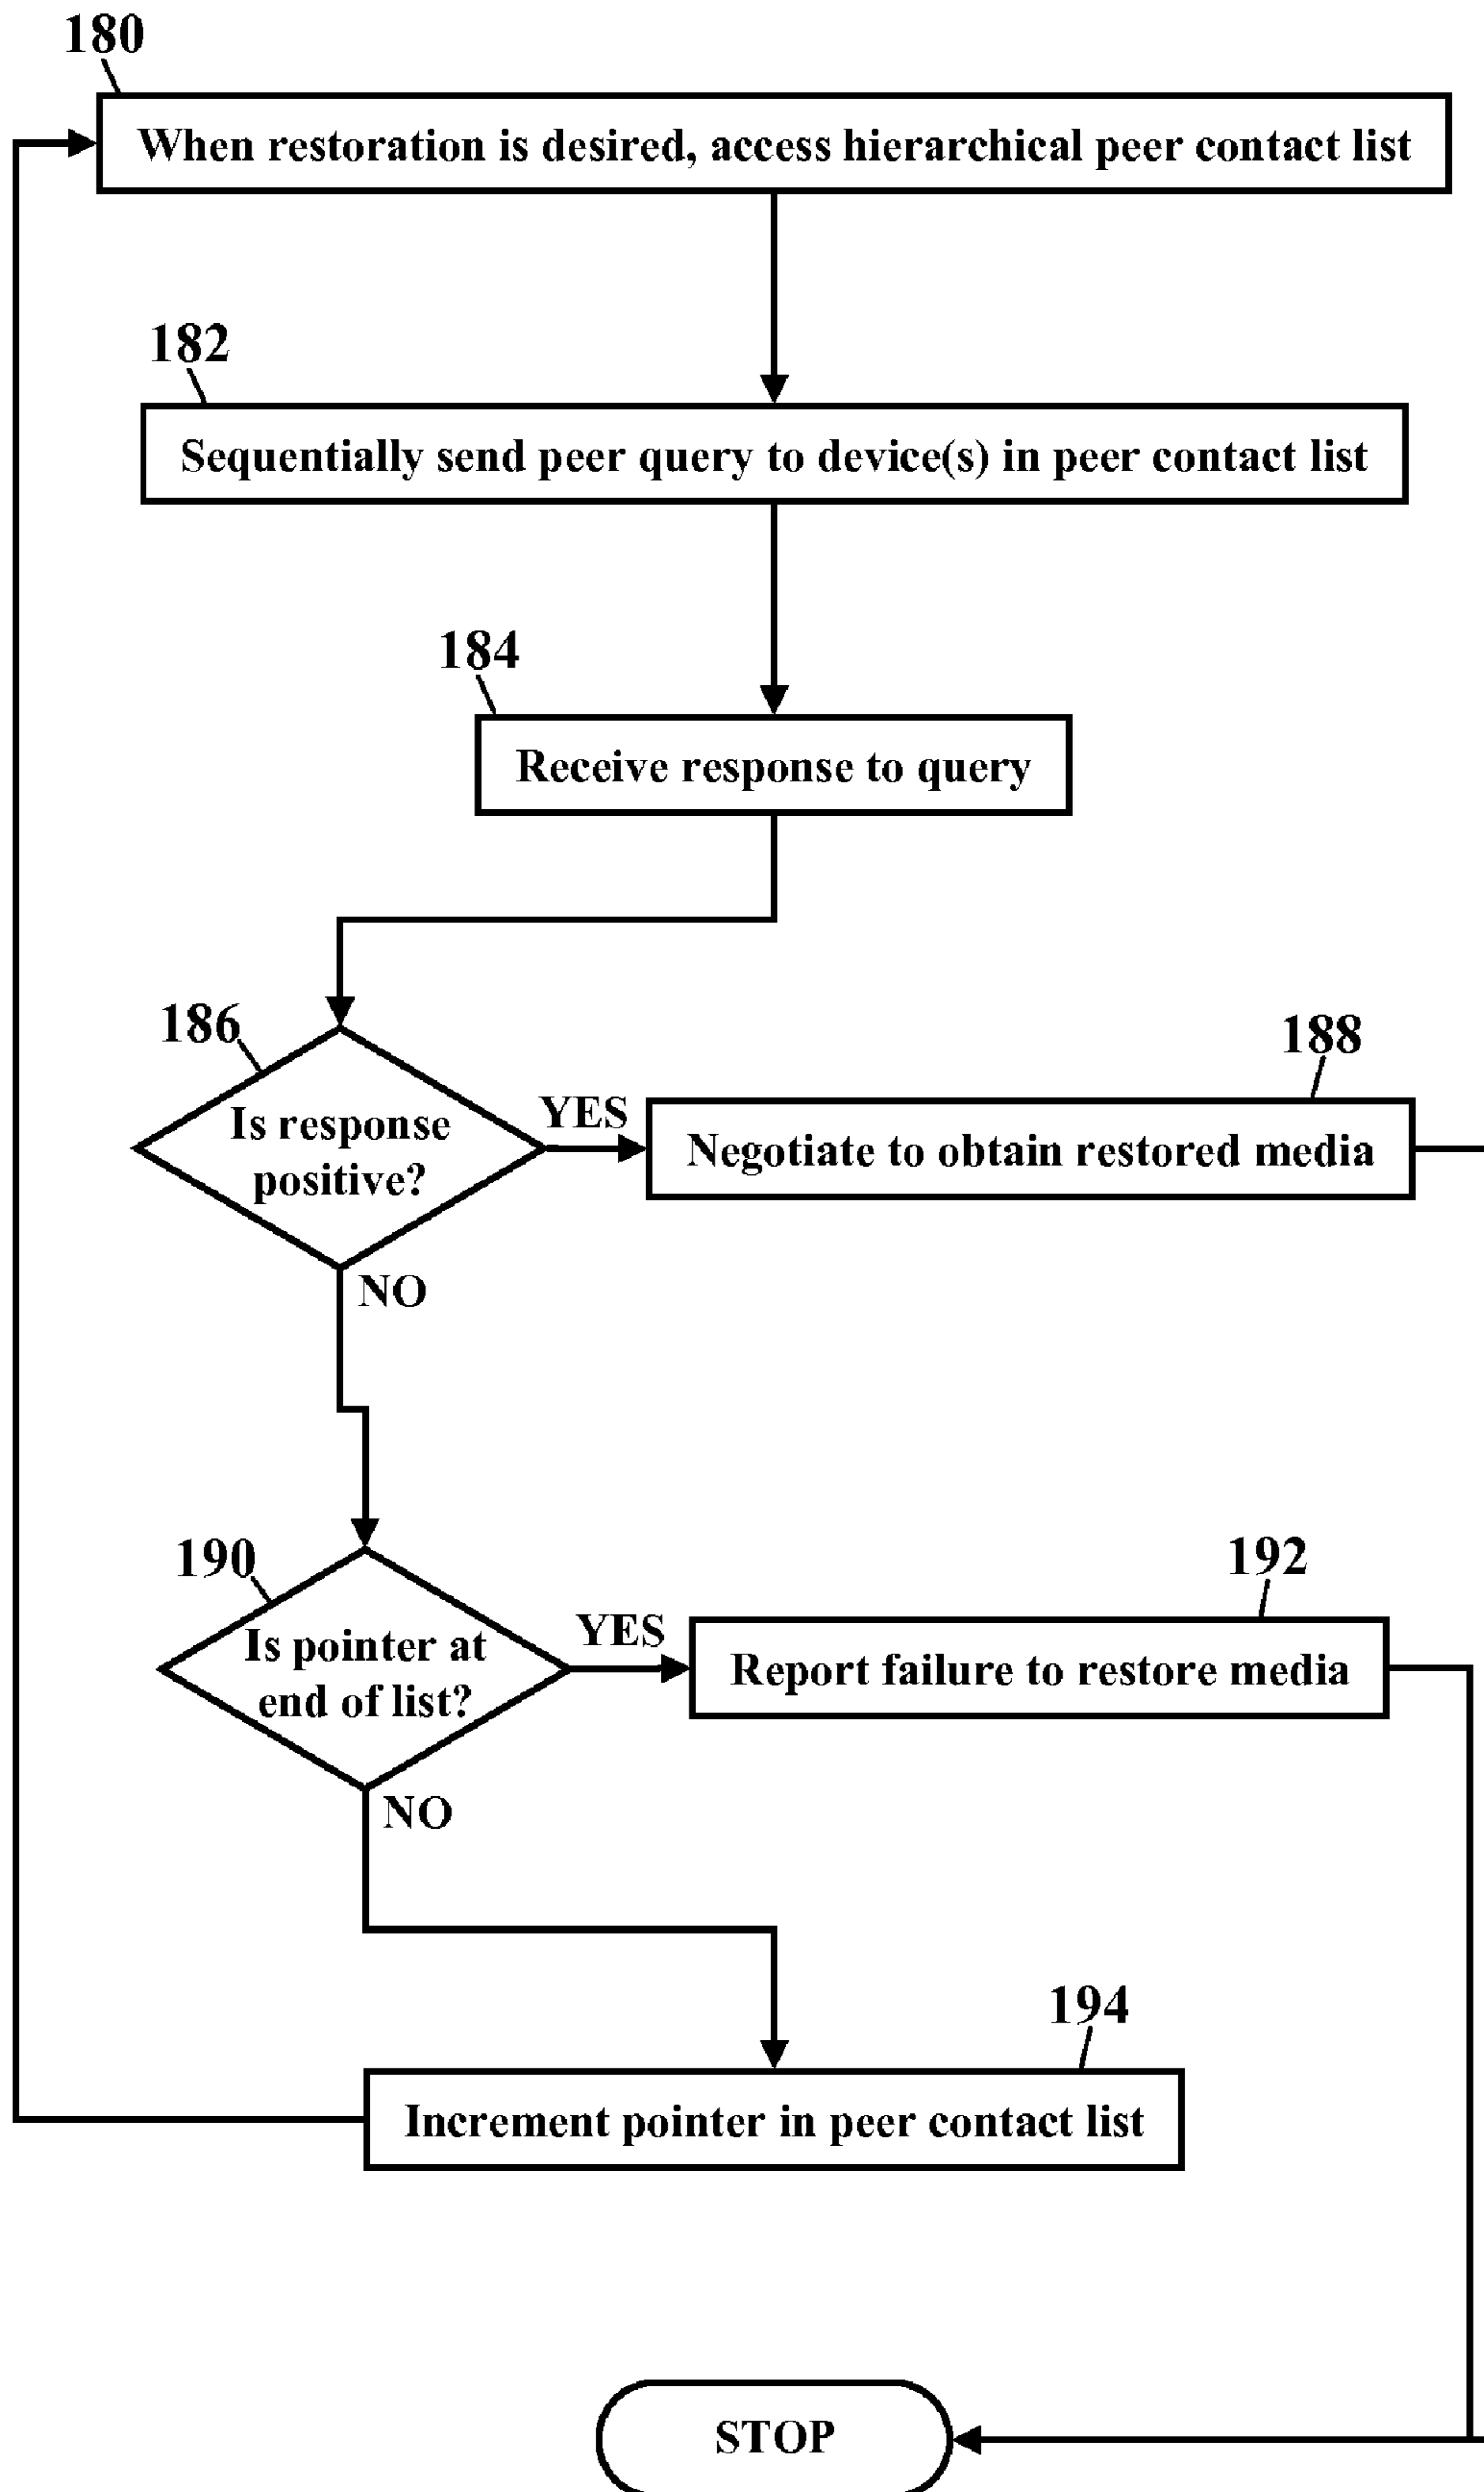 180
When restoration is desired, access hierarchical peer contact list
182
Sequentially send peer query to device(s) in peer contact list
184
Receive response to query
186
Is response
positive?
YES
188
Negotiate to obtain restored media
NO
190
Is pointer at
end of list?
YES
192
Report failure to restore media
NO
194
Increment pointer in peer contact list
STOP